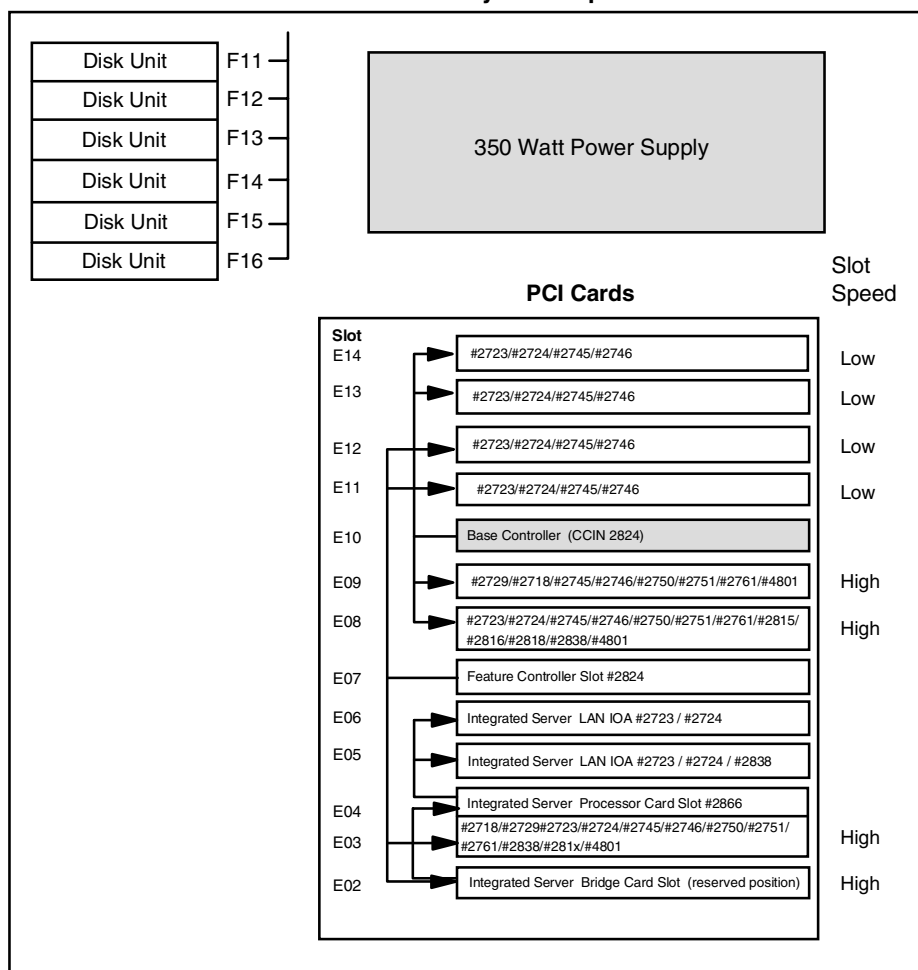 Disk Unit F11
Disk Unit F12
Disk Unit F13
Disk Unit F14
Disk Unit F15
Disk Unit F16
350 Watt Power Supply
PCI Cards
Slot
Speed
Slot
E14 #2723/#2724/#2745/#2746 Low
E13 #2723/#2724/#2745/#2746 Low
E12 #2723/#2724/#2745/#2746 Low
E11 #2723/#2724/#2745/#2746 Low
E10 Base Controller (CCIN 2824)
E09 #2729/#2718/#2745/#2746/#2750/#2751/#2761/#4801 High
E08 #2723/#2724/#2745/#2746/#2750/#2751/#2761/#2815/
#2816/#2818/#2838/#4801 High
E07 Feature Controller Slot #2824
E06 Integrated Server LAN IOA #2723 / #2724
E05 Integrated Server LAN IOA #2723 / #2724 / #2838
E04 Integrated Server Processor Card Slot #2866
E03 #2718/#2729#2723/#2724/#2745/#2746/#2750/#2751/
#2761/#2838/#281x/#4801 High
E02 Integrated Server Bridge Card Slot (reserved position) High